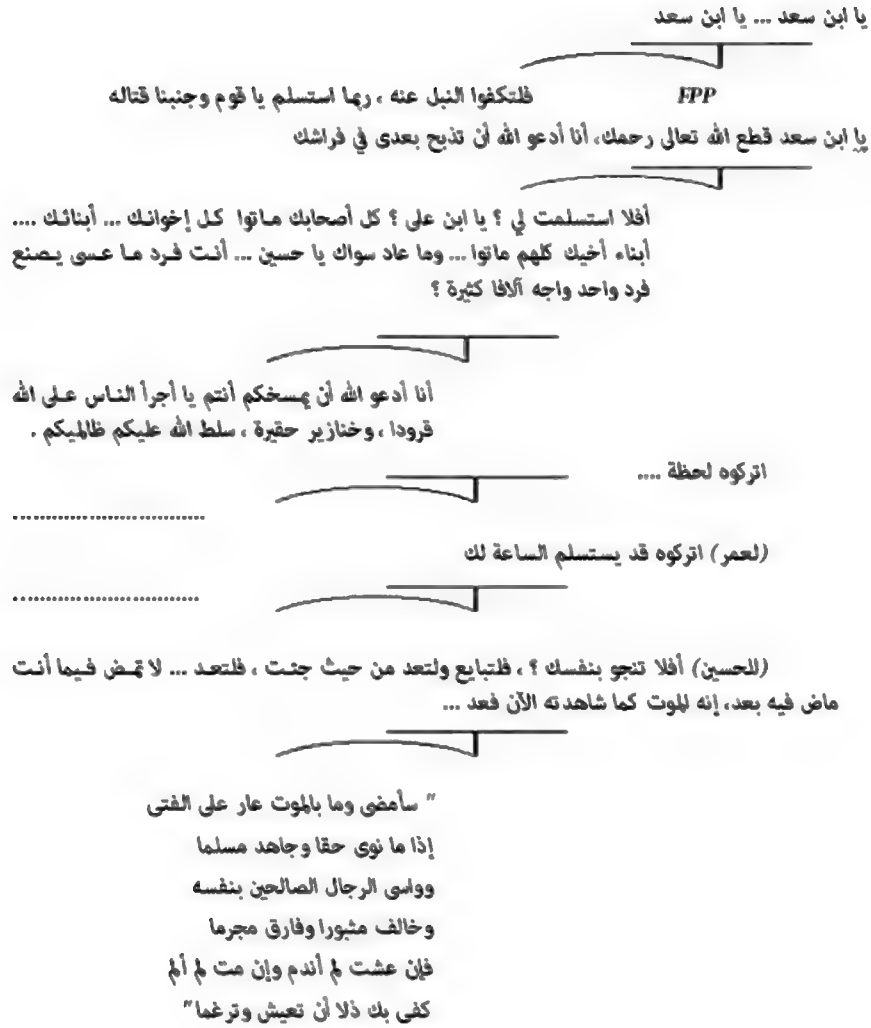 يا ابن سعد ... يا ابن سعد
FPP
فلتكفوا النبل عنه ، ربما استسلم يا قوم وجنبنا قتاله
يا ابن سعد قطع الله تعالى رحمك، أنا أدعو الله أن تذبح بعدى في فراشك
أفلا استسلمت لي ؟ يا ابن على ؟ كل أصحابك ماتوا كل إخوانك ... أبنائك ....
أبناء أخيك كلهم ماتوا ... وما عاد سواك يا حسين ... أنت فرد ما عسى يصنع
فرد واحد واجه آلافا كثيرة ؟
أنا أدعو الله أن يمسخكم أنتم يا أجرأ الناس على الله
قرودا ، وخنازير حقيرة ، سلط الله عليكم ظالميكم .
اتركوه لحظة ....
................................
(لعمر) اتركوه قد يستسلم الساعة لك
...............................
(للحسين) أفلا تنجو بنفسك ؟ ، فلتبايع ولتعد من حيث جئت ، فلتعد ... لا تمض فيما أنت
ماض فيه بعد، إنه الموت كما شاهدته الآن فعد ...
" سأمضى وما بالموت عار على الفتى
إذا ما نوى حقا وجاهد مسلما
وواسى الرجال الصالحين بنفسه
وخالف مثبورا وفارق مجرما
فإن عشت لم أندم وإن مت لم ألم
كفى بك ذلا أن تعيش وترغما"